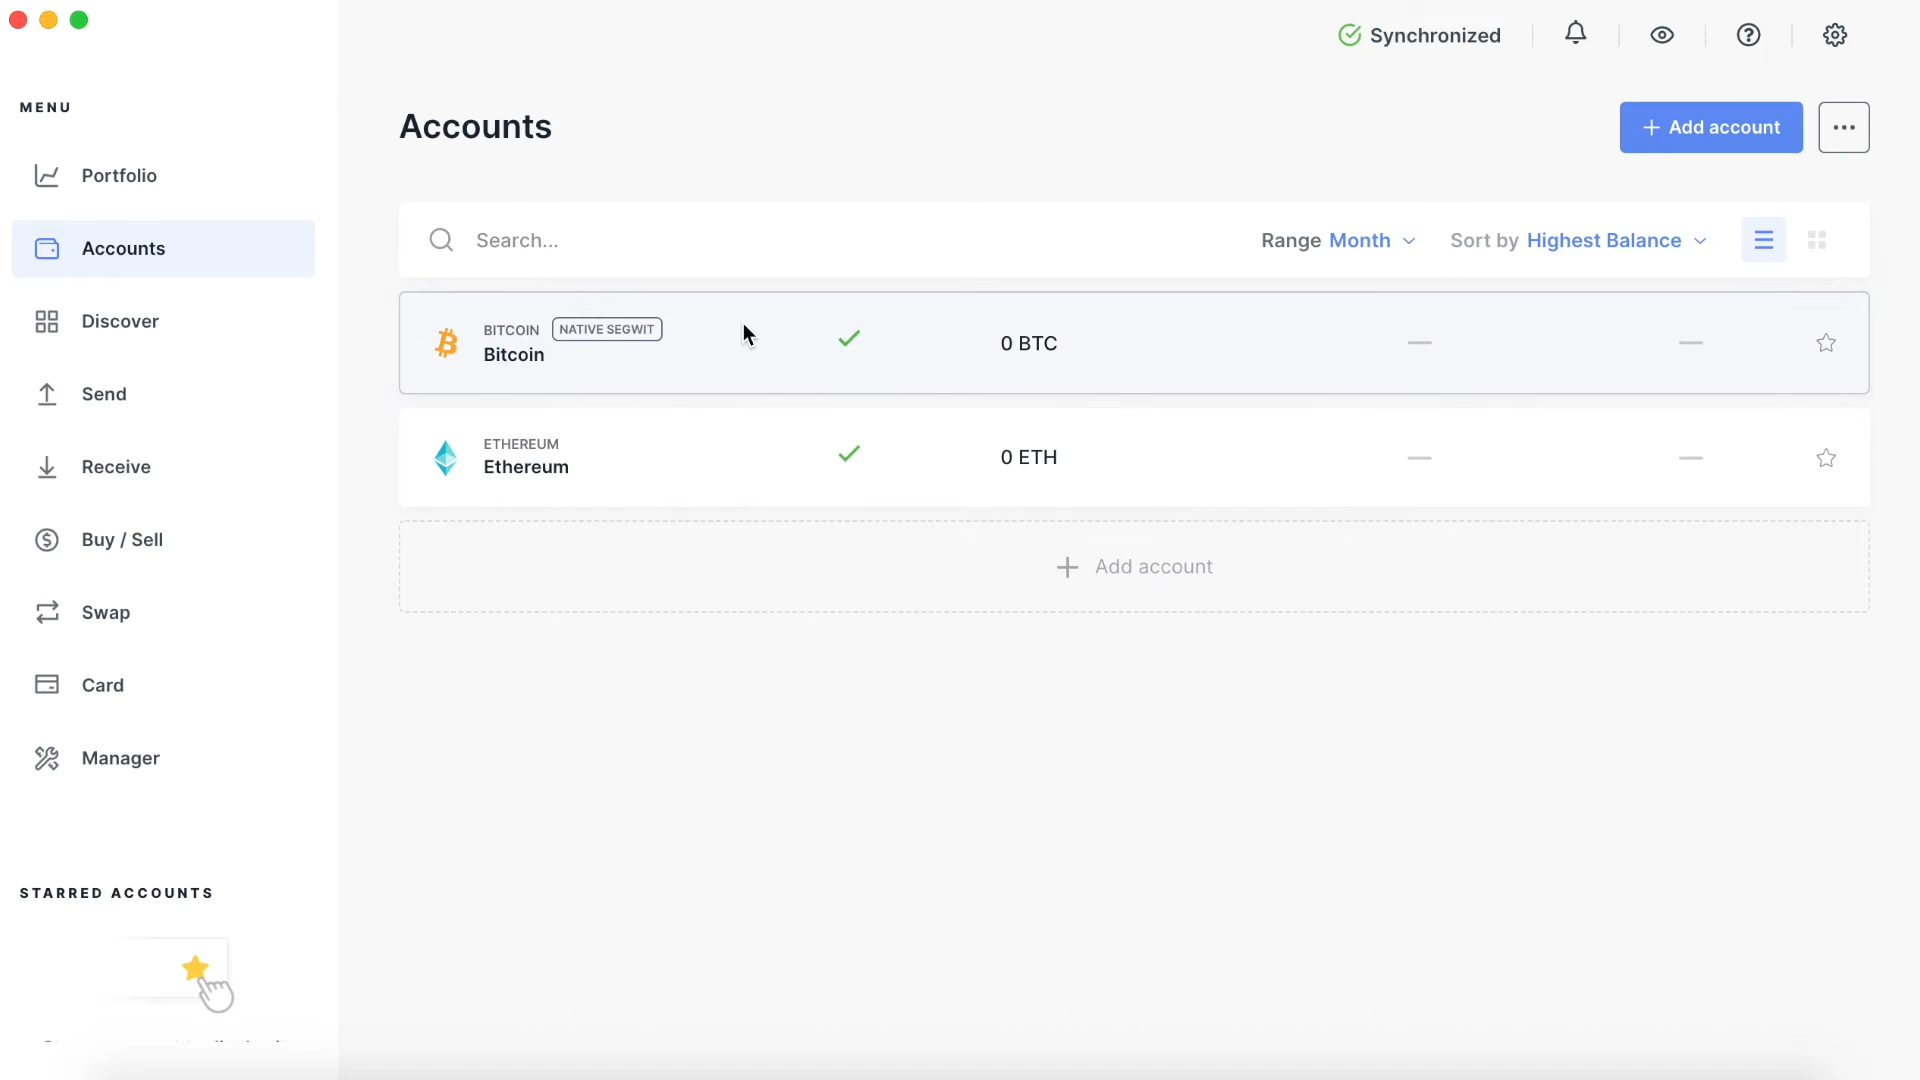 Synchronized
MENU
Portfolio
Accounts
Discover
Send
Receive
Buy / Sell
Swap
Card
Manager
STARRED ACCOUNTS
Accounts
+ Add account
Search...
Range Month
Sort by Highest Balance
BITCOIN NATIVE SEGWIT
Bitcoin
0 BTC
—
—
ETHEREUM
Ethereum
0 ETH
—
—
+ Add account